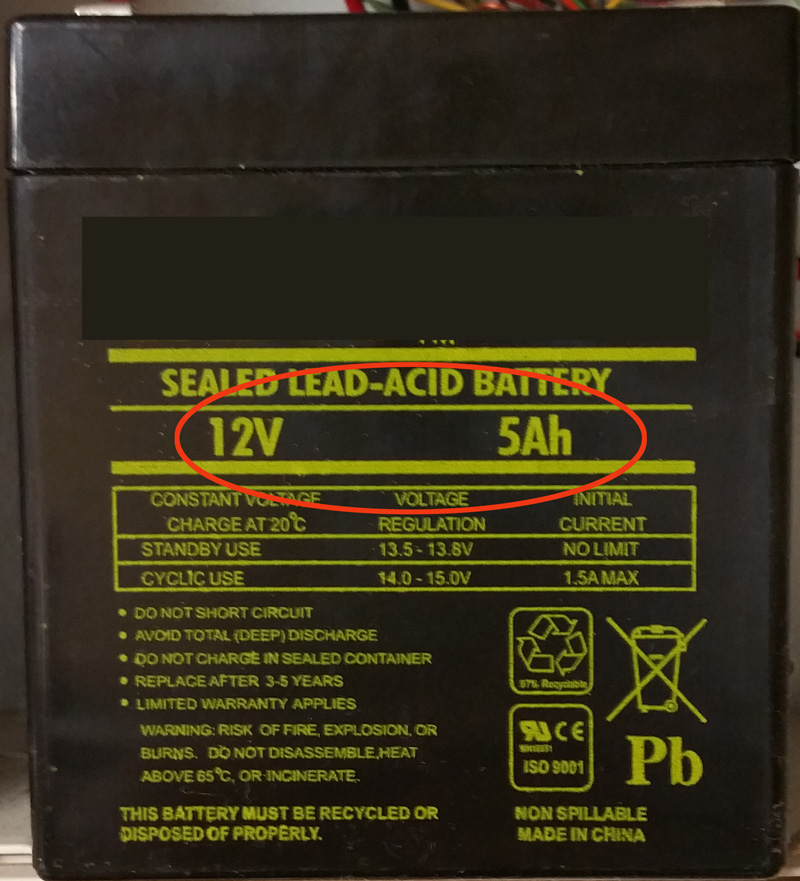 SEALED LEAD-ACID BATTERY
12V 5Ah
CONSTANT VOLTAGE VOLTAGE INITIAL
CHARGE AT 20°C REGULATION CURRENT
STANDBY USE 13.5 - 13.8V NO LIMIT
CYCLIC USE 14.0 - 15.0V 1.5A MAX
• DO NOT SHORT CIRCUIT
• AVOID TOTAL (DEEP) DISCHARGE
• DO NOT CHARGE IN SEALED CONTAINER
• REPLACE AFTER 3-5 YEARS
• LIMITED WARRANTY APPLIES
WARNING: RISK OF FIRE, EXPLOSION, OR
BURNS. DO NOT DISASSEMBLE,HEAT
ABOVE 65°C, OR INCINERATE.
THIS BATTERY MUST BE RECYCLED OR
DISPOSED OF PROPERLY.
97% Recyclable
CE
ISO 9001
Pb
NON SPILLABLE
MADE IN CHINA